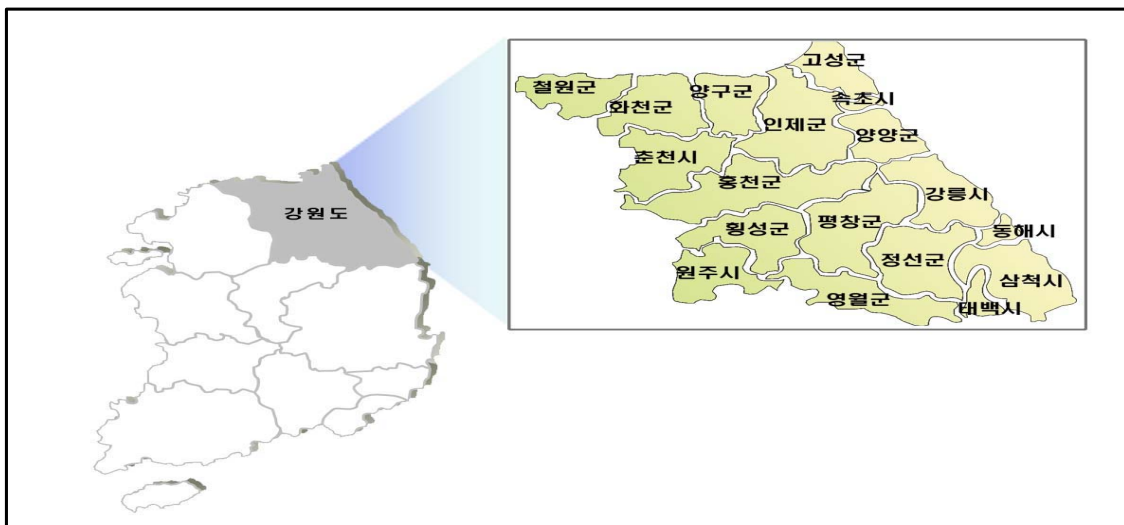 강원도
고성군
철원군
양구군
속초시
화천군
인제군
양양군
춘천시
홍천군
강릉시
횡성군
평창군
동해시
정선군
원주시
삼척시
영월군
태백시